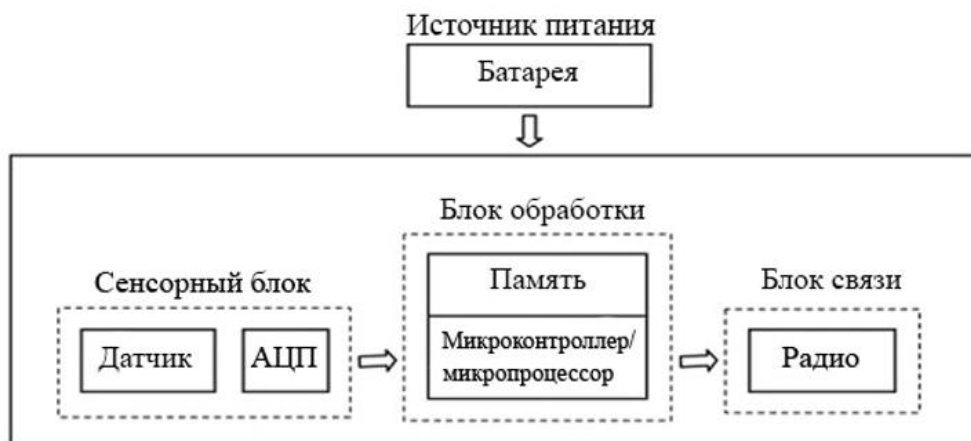 Источник питания
Батарея
Блок обработки
Сенсорный блок
Память
Блок связи
Датчик
АЦП
Микроконтроллер/
микропроцессор
Радио